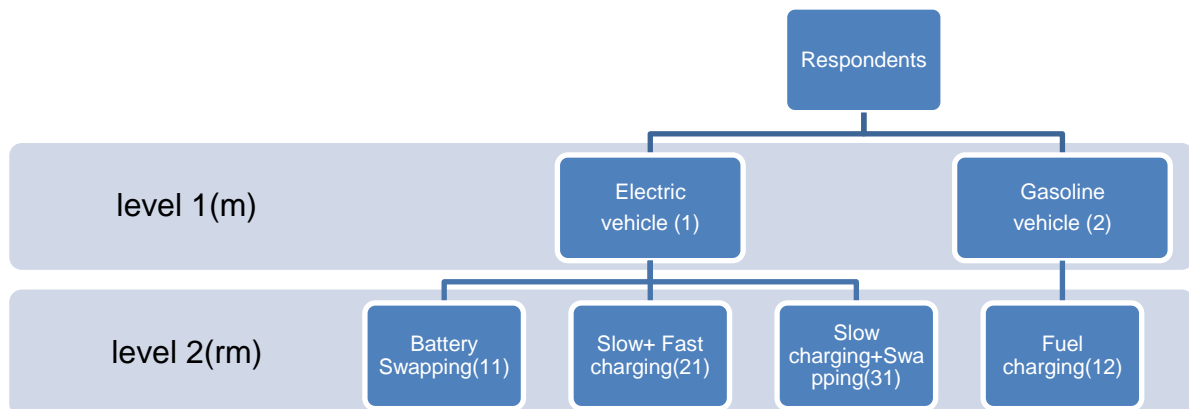 Respondents
level 1(m)
Electric
vehicle (1)
Gasoline
vehicle (2)
level 2(rm)
Battery
Swapping(11)
Slow+ Fast
charging(21)
Slow
charging+Swa
pping(31)
Fuel
charging(12)